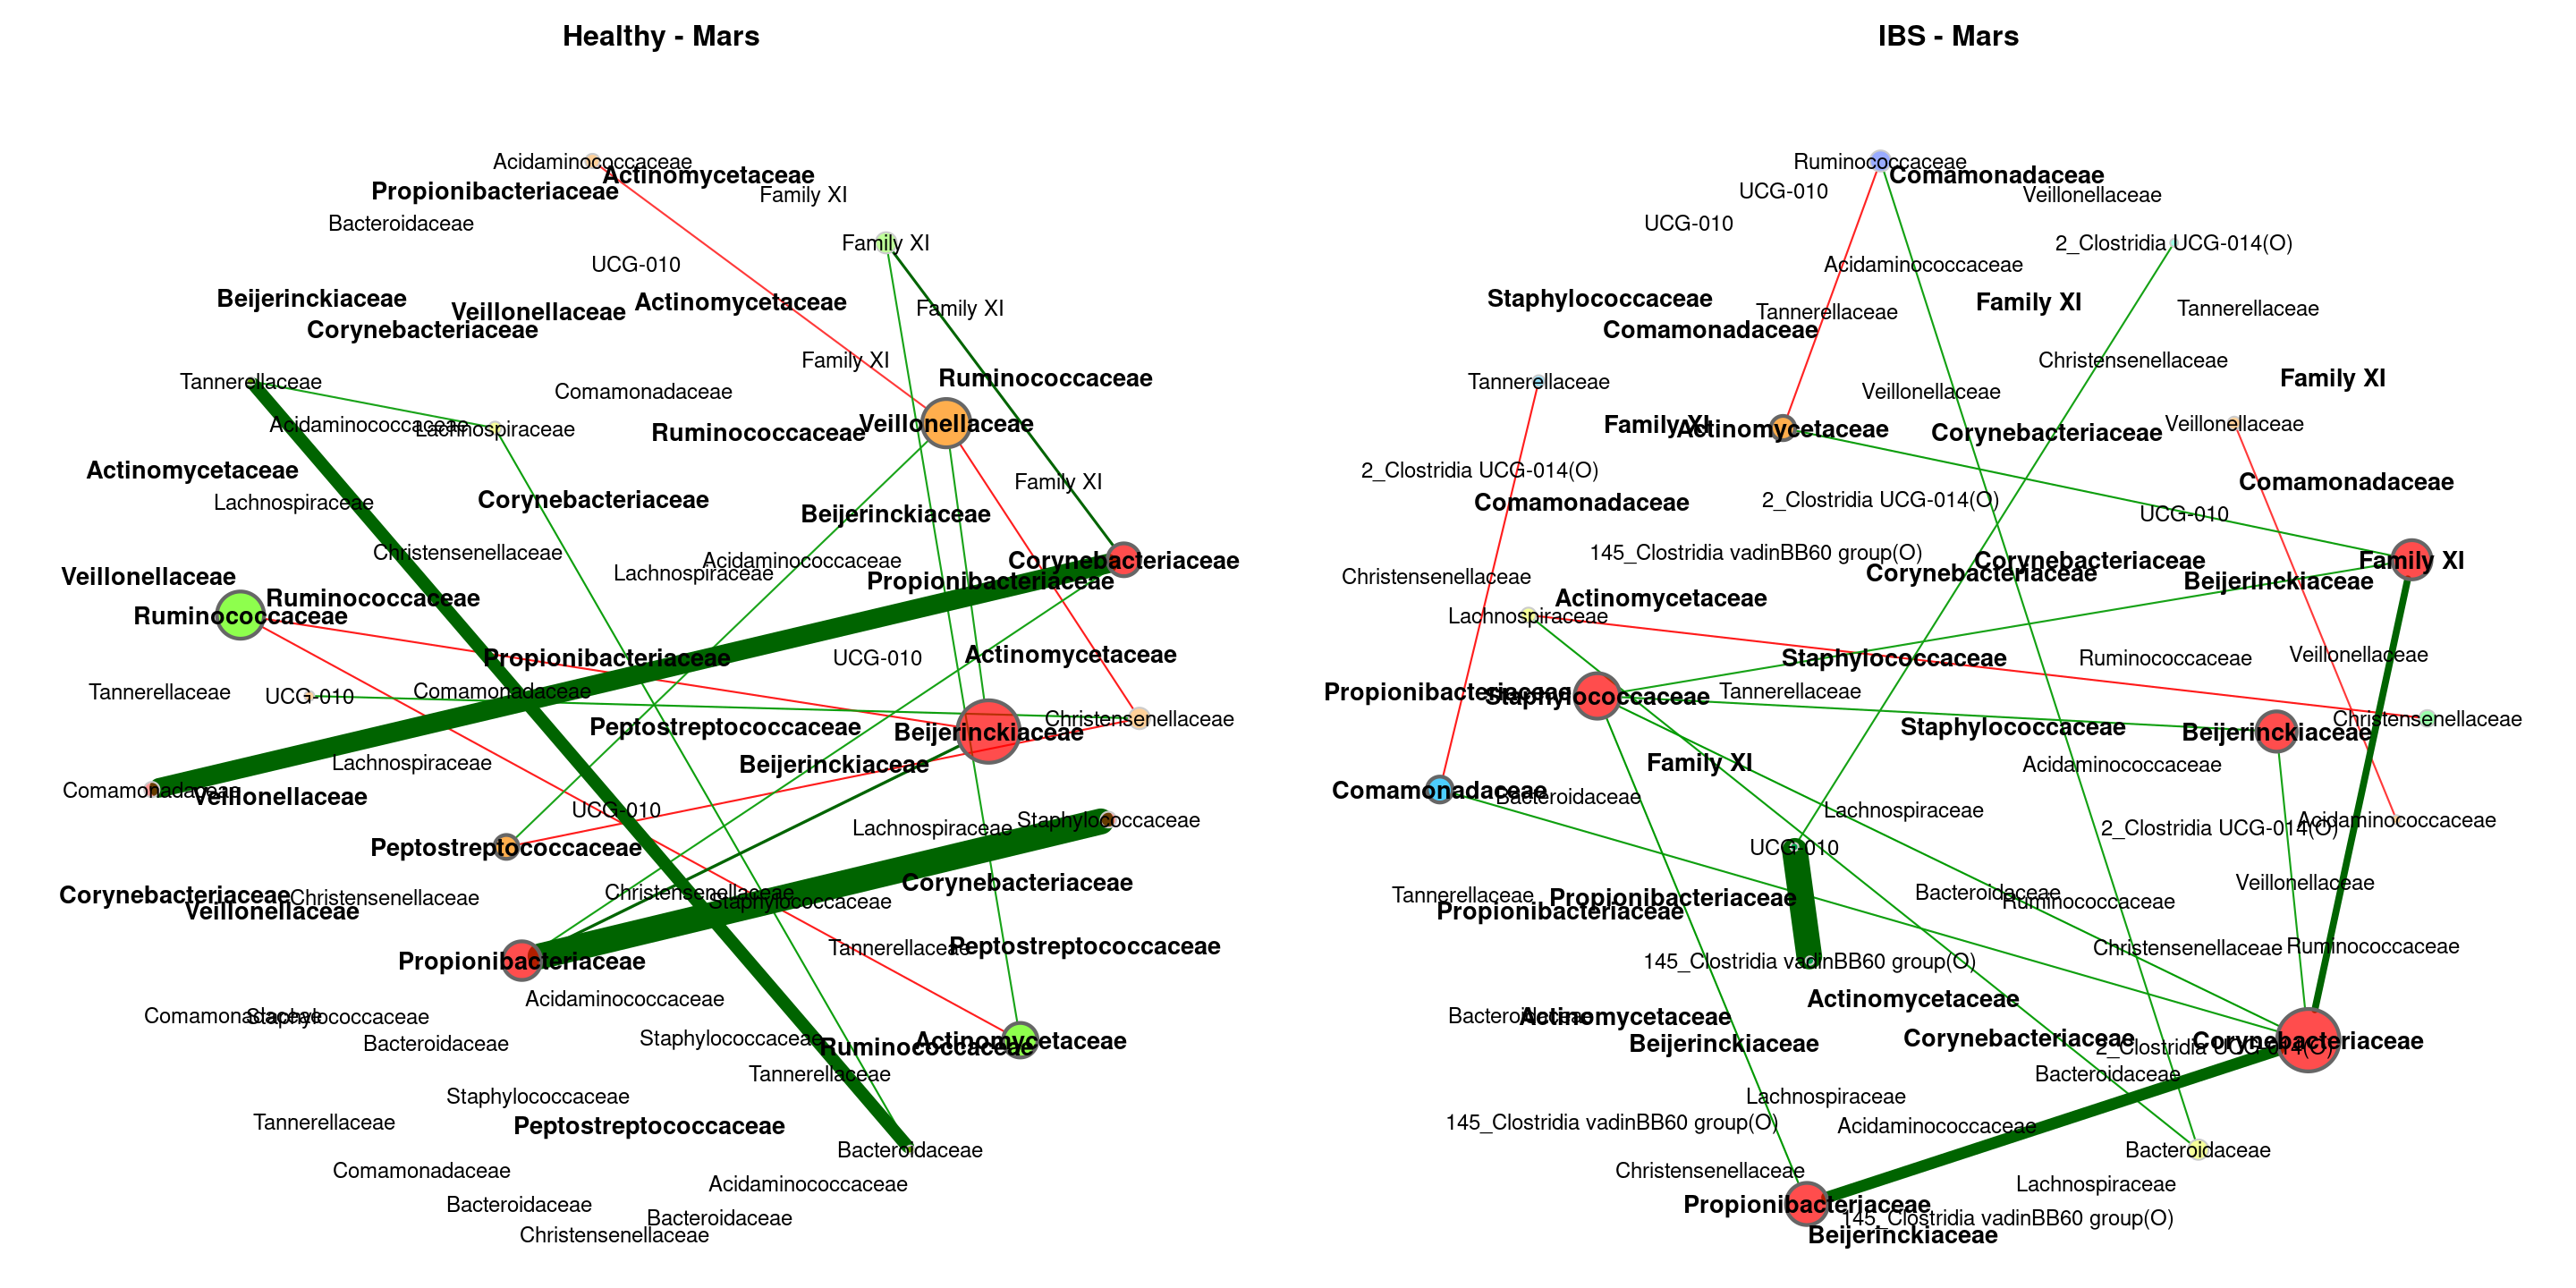 Healthy - Mars
Acidaminococcaceae
Actinomycetaceae
Propionibacteriaceae
Family XI
Bacteroidaceae
Family XI
UCG-010
Beijerinckiaceae
Actinomycetaceae
Family XI
Veillonellaceae
Corynebacteriaceae
Family XI
Ruminococcaceae
Tannerellaceae
Comamonadaceae
Acidaminococcaceae
Lachnospiraceae
Ruminococcaceae
Veillonellaceae
Actinomycetaceae
Family XI
Lachnospiraceae
Corynebacteriaceae
Beijerinckiaceae
Christensenellaceae
Acidaminococcaceae
Corynebacteriaceae
Lachnospiraceae
Veillonellaceae
Propionibacteriaceae
Ruminococcaceae
Ruminococcaceae
Propionibacteriaceae
UCG-010
Actinomycetaceae
Tannerellaceae
UCG-010
Comamonadaceae
Christensenellaceae
Peptostreptococcaceae
Beijerinckiaceae
Lachnospiraceae
Beijerinckiaceae
Comamonadaceae
Veillonellaceae
UCG-010
Lachnospiraceae
Staphylococcaceae
Peptostreptococcaceae
Corynebacteriaceae
Christensenellaceae
Christensenellaceae
Staphylococcaceae
Corynebacteriaceae
Veillonellaceae
Tannerellaceae
Peptostreptococcaceae
Propionibacteriaceae
Acidaminococcaceae
Comamonadaceae
Staphylococcaceae
Bacteroidaceae
Staphylococcaceae
Ruminococcaceae
Actinomycetaceae
Tannerellaceae
Staphylococcaceae
Tannerellaceae
Peptostreptococcaceae
Bacteroidaceae
Comamonadaceae
Acidaminococcaceae
Bacteroidaceae
Bacteroidaceae
Christensenellaceae
IBS - Mars
Ruminococcaceae
Comamonadaceae
UCG-010
Veillonellaceae
UCG-010
2_Clostridia UCG-014(O)
Acidaminococcaceae
Staphylococcaceae
Family XI
Tannerellaceae
Tannerellaceae
Comamonadaceae
Christensenellaceae
Family XI
Tannerellaceae
Veillonellaceae
Family XI
Actinomycetaceae
Corynebacteriaceae
Veillonellaceae
2_Clostridia UCG-014(O)
Comamonadaceae
Comamonadaceae
2_Clostridia UCG-014(O)
UCG-010
145_Clostridia vadinBB60 group(O)
Corynebacteriaceae
Family XI
Christensenellaceae
Corynebacteriaceae
Beijerinckiaceae
Actinomycetaceae
Lachnospiraceae
Staphylococcaceae
Ruminococcaceae
Veillonellaceae
Propionibacteriaceae
Staphylococcaceae
Tannerellaceae
Christensenellaceae
Staphylococcaceae
Beijerinckiaceae
Family XI
Acidaminococcaceae
Comamonadaceae
Bacteroidaceae
Lachnospiraceae
Acidaminococcaceae
2_Clostridia UCG-014(O)
UCG-010
Veillonellaceae
Tannerellaceae
Propionibacteriaceae
Bacteroidaceae
Ruminococcaceae
Propionibacteriaceae
Christensenellaceae
Ruminococcaceae
145_Clostridia vadinBB60 group(O)
Actinomycetaceae
Bacteroidaceae
Actinomycetaceae
Beijerinckiaceae
Corynebacteriaceae
Corynebacteriaceae
2_Clostridia UCG-014(O)
Bacteroidaceae
Lachnospiraceae
145_Clostridia vadinBB60 group(O)
Acidaminococcaceae
Bacteroidaceae
Christensenellaceae
Lachnospiraceae
Propionibacteriaceae
145_Clostridia vadinBB60 group(O)
Beijerinckiaceae